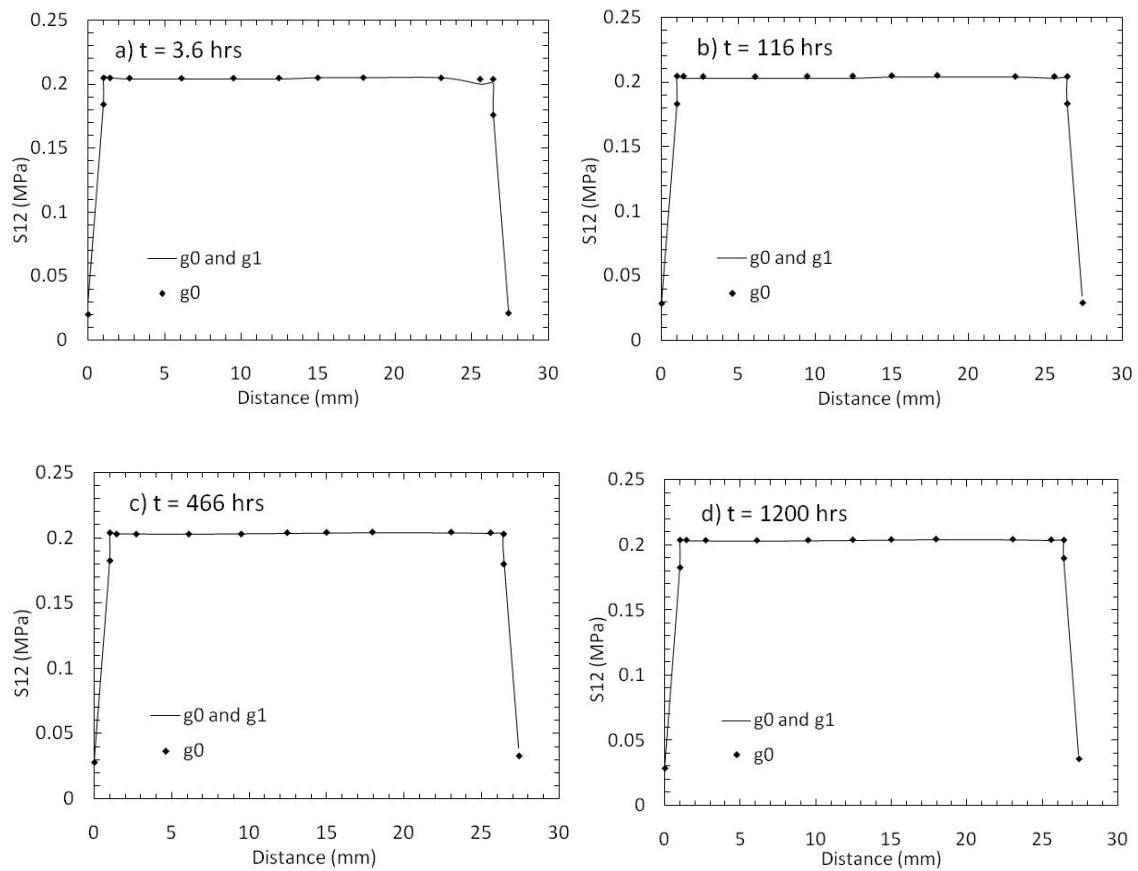 a) t = 3.6 hrs
0.25
0.2
0.15
0.1
0.05
0
S12 (MPa)
g0 and g1
g0
0 5 10 15 20 25 30
Distance (mm)
b) t = 116 hrs
0.25
0.2
0.15
0.1
0.05
0
S12 (MPa)
g0 and g1
g0
0 5 10 15 20 25 30
Distance (mm)
c) t = 466 hrs
0.25
0.2
0.15
0.1
0.05
0
S12 (MPa)
g0 and g1
g0
0 5 10 15 20 25 30
Distance (mm)
d) t = 1200 hrs
0.25
0.2
0.15
0.1
0.05
0
S12 (MPa)
g0 and g1
g0
0 5 10 15 20 25 30
Distance (mm)